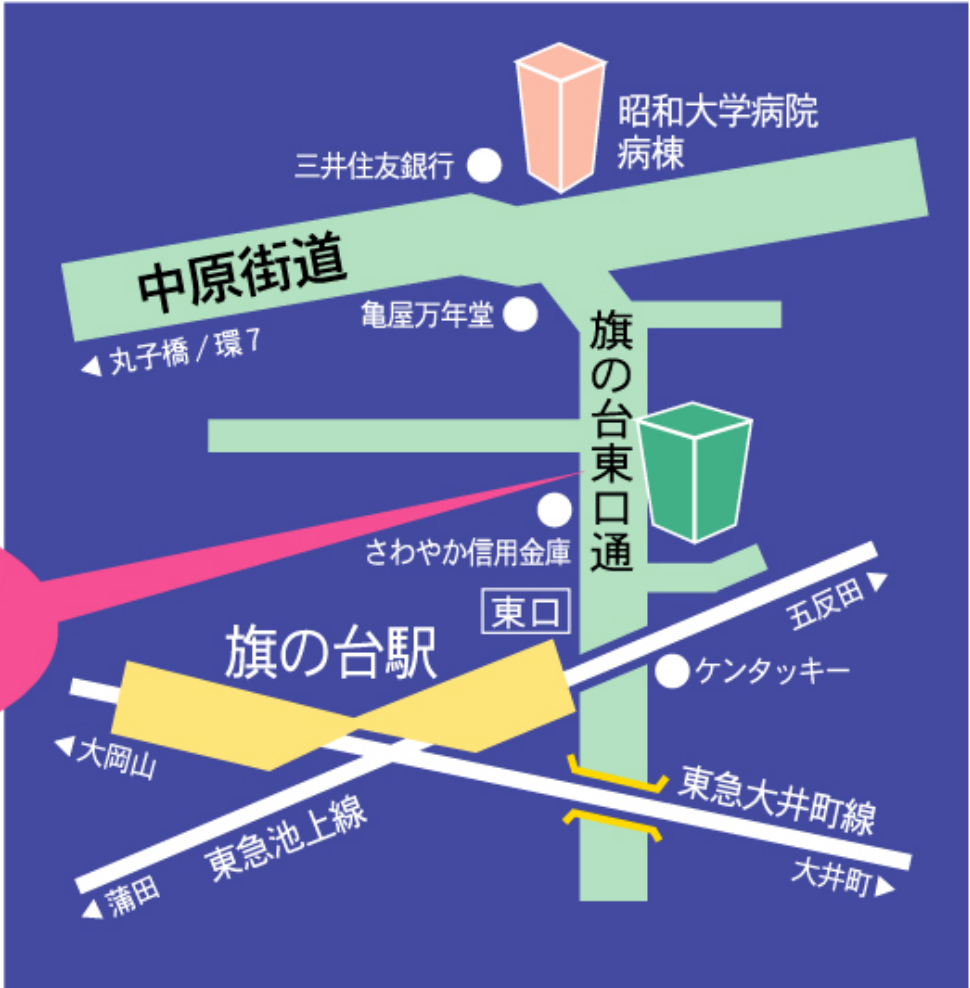 昭和大学病院
病棟
三井住友銀行
中原街道
亀屋万年堂
◀丸子橋/環7
旗の台東口通
さわやか信用金庫
東口
五反田▶
旗の台駅
ケンタッキー
◀大岡山
東急大井町線
東急池上線
大井町▶
◀蒲田